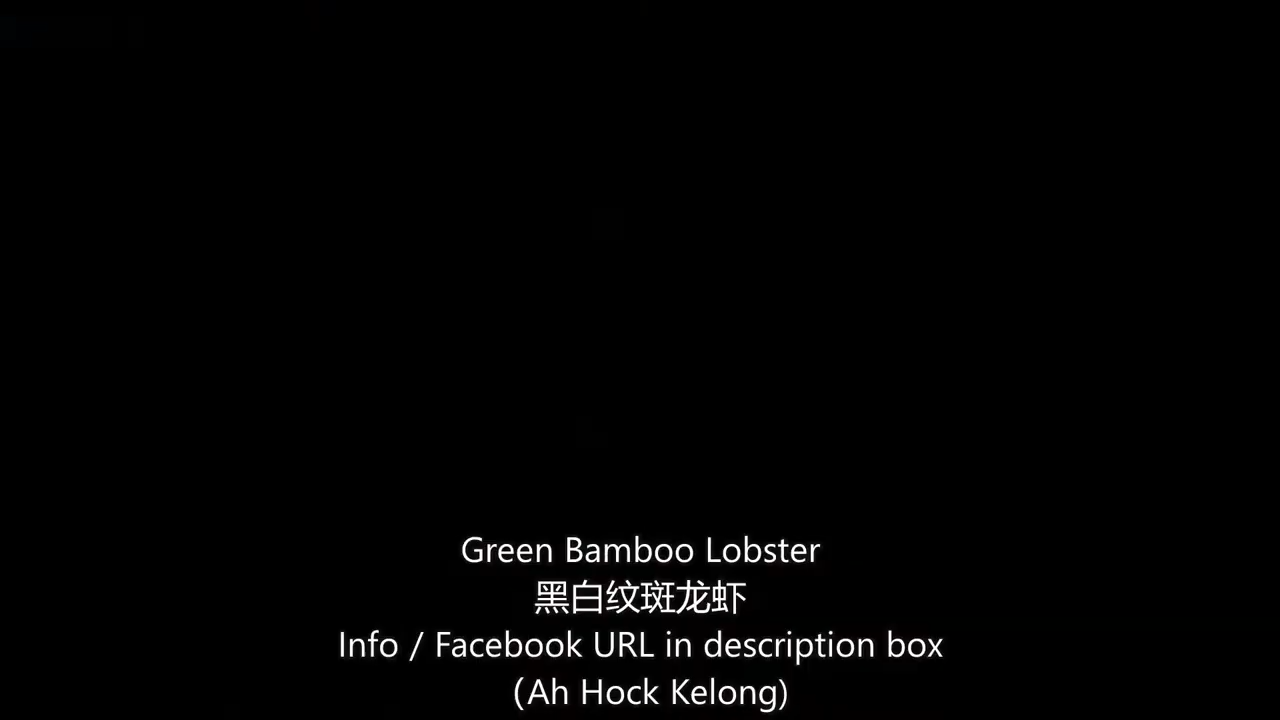 Green Bamboo Lobster
黑白纹斑龙虾
Info / Facebook URL in description box
(Ah Hock Kelong)